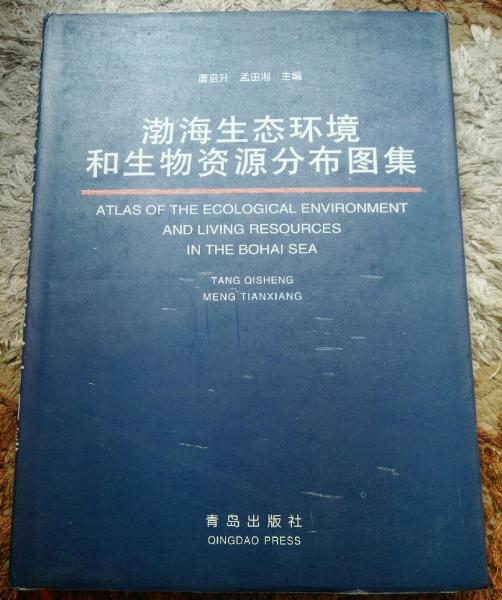 唐启升 孟田湘 主编
渤海生态环境
和生物资源分布图集
ATLAS OF THE ECOLOGICAL ENVIRONMENT
AND LIVING RESOURCES
IN THE BOHAI SEA
TANG QISHENG
MENG TIANXIANG
青岛出版社
QINGDAO PRESS